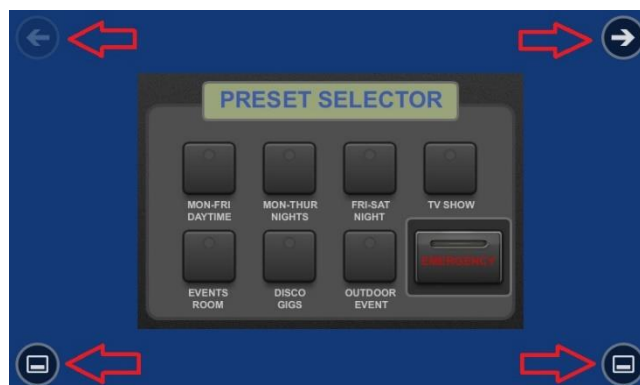 PRESET SELECTOR
MON-FRI
DAYTIME
MON-THUR
NIGHTS
FRI-SAT
NIGHT
TV SHOW
EVENTS
ROOM
DISCO
GIGS
OUTDOOR
EVENT
EMERGENCY